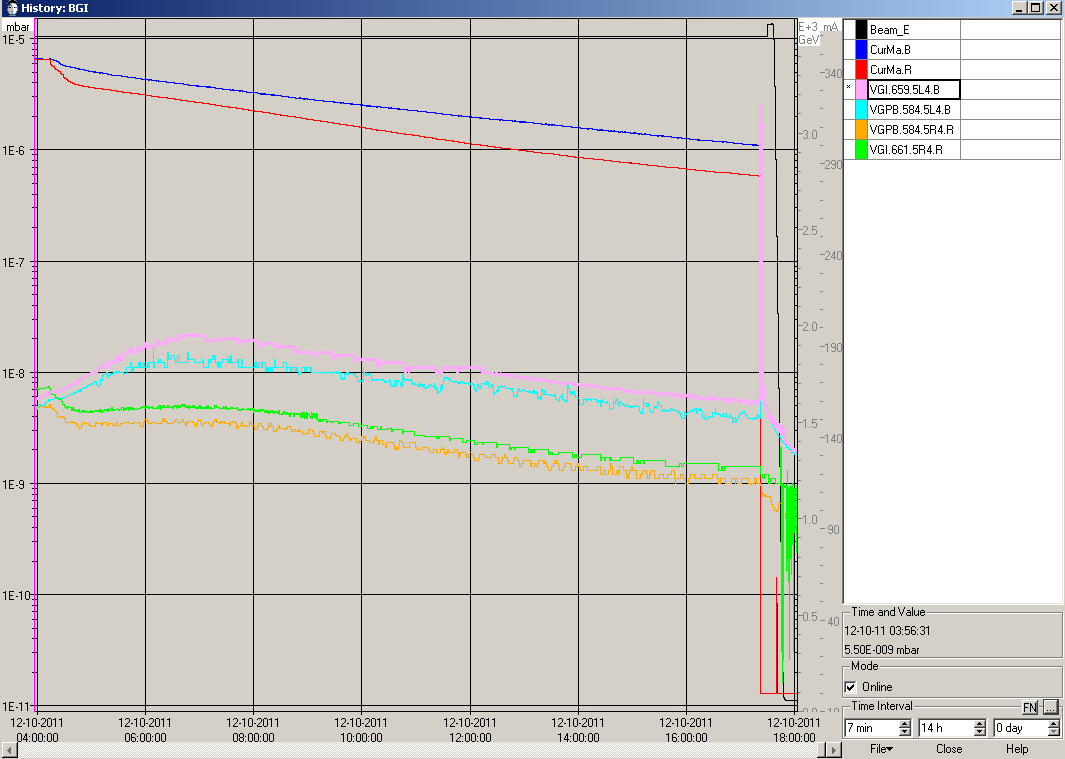 History: BGI
mbar
1E-5
1E-6
1E-7
1E-8
1E-9
1E-10
1E-11
E+3 mA
GeV
340
3.0
290
2.5
240
2.0
190
1.5
140
1.0
90
0.5
40
12-10-2011 12-10-2011 12-10-2011 12-10-2011 12-10-2011 12-10-2011 12-10-2011 12-10-2011
04:00:00 06:00:00 08:00:00 10:00:00 12:00:00 14:00:00 16:00:00 18:00:00
Beam_E
CurMa.B
CurMa.R
* VGI.659.5L4.B
VGPB.584.5L4.B
VGPB.584.5R4.R
VGI.661.5R4.R
Time and Value
12-10-11 03:56:31
5.50E-009 mbar
Mode
Online
Time Interval
FN ...
7 min 14 h 0 day
File Close Help